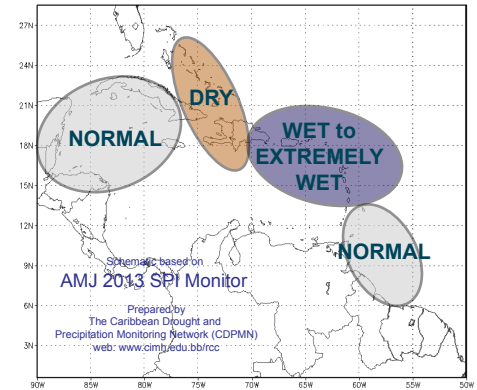 27N
24N
21N
18N
15N
12N
9N
6N
3N
DRY
NORMAL
WET to
EXTREMELY
WET
NORMAL
Schematic based on
AMJ 2013 SPI Monitor
Prepared by
The Caribbean Drought and
Precipitation Monitoring Network (CDPMN)
web: www.cimh.edu.bb/rcc
90W 85W 80W 75W 70W 65W 60W 55W 50W